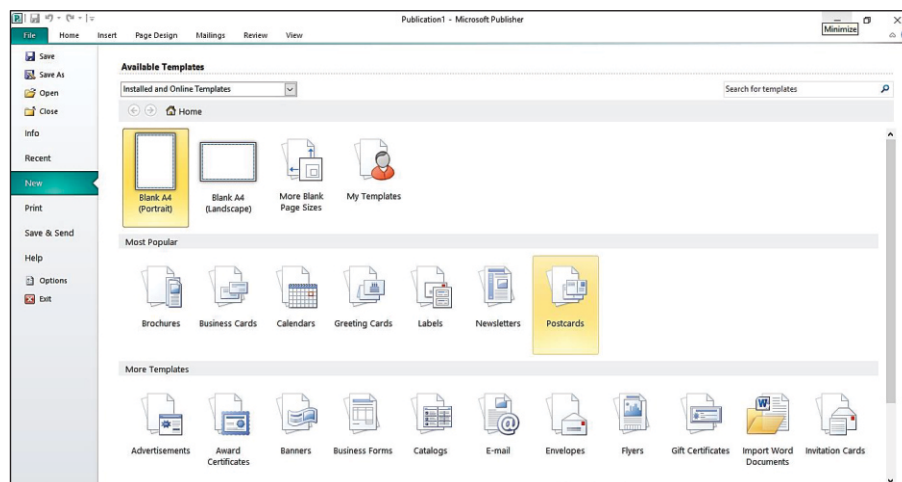 Publication1 - Microsoft Publisher
Minimize
File Home Insert Page Design Mailings Review View
Save
Save As
Open
Close
Info
Recent
New
Print
Save & Send
Help
Options
Exit
Available Templates
Installed and Online Templates
Search for templates
Home
Blank A4
(Portrait)
Blank A4
(Landscape)
More Blank
Page Sizes
My Templates
Most Popular
Brochures Business Cards Calendars Greeting Cards Labels Newsletters Postcards
More Templates
Advertisements
Award
Certificates
Banners
Business Forms
Catalogs
E-mail
Envelopes
Flyers
Gift Certificates
Import Word
Documents
Invitation Cards